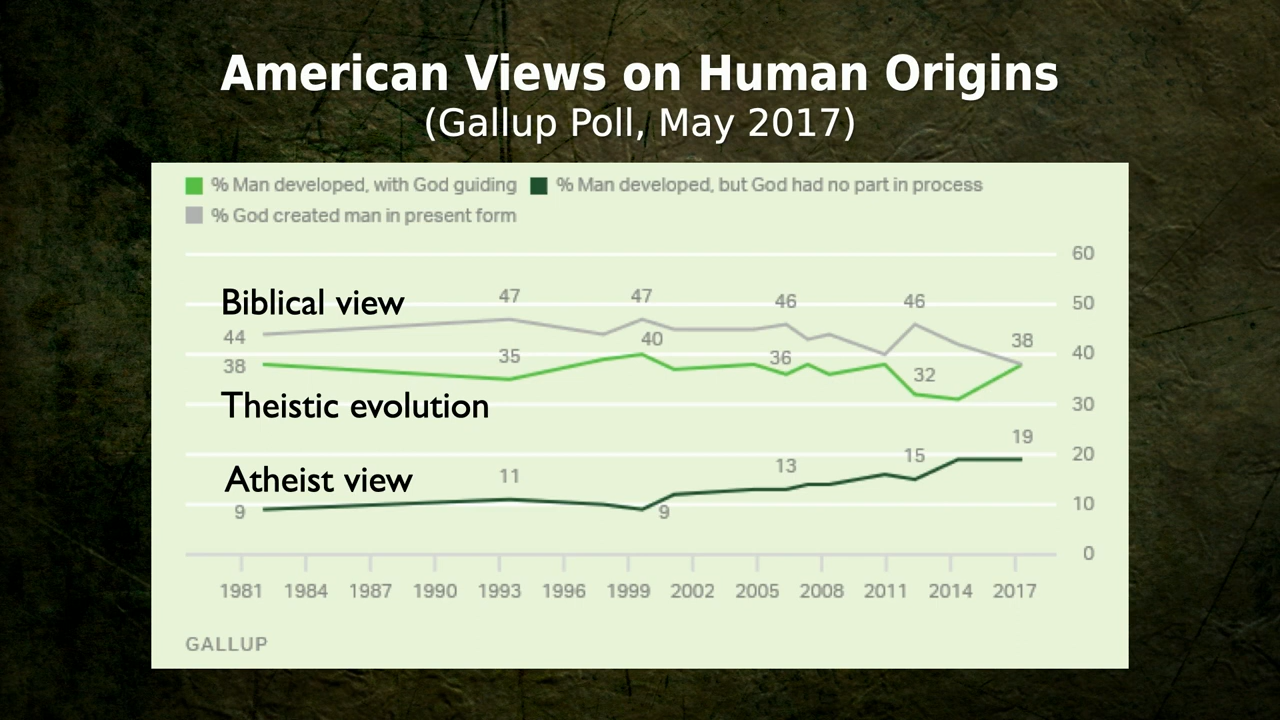 American Views on Human Origins
(Gallup Poll, May 2017)
% Man developed, with God guiding % Man developed, but God had no part in process
% God created man in present form
60
Biblical view 47 47 46 46 50
44 40 38
38 35 36 32 40
Theistic evolution 30
19
Atheist view 11 13 15 20
9 9 10
0
1981 1984 1987 1990 1993 1996 1999 2002 2005 2008 2011 2014 2017
GALLUP